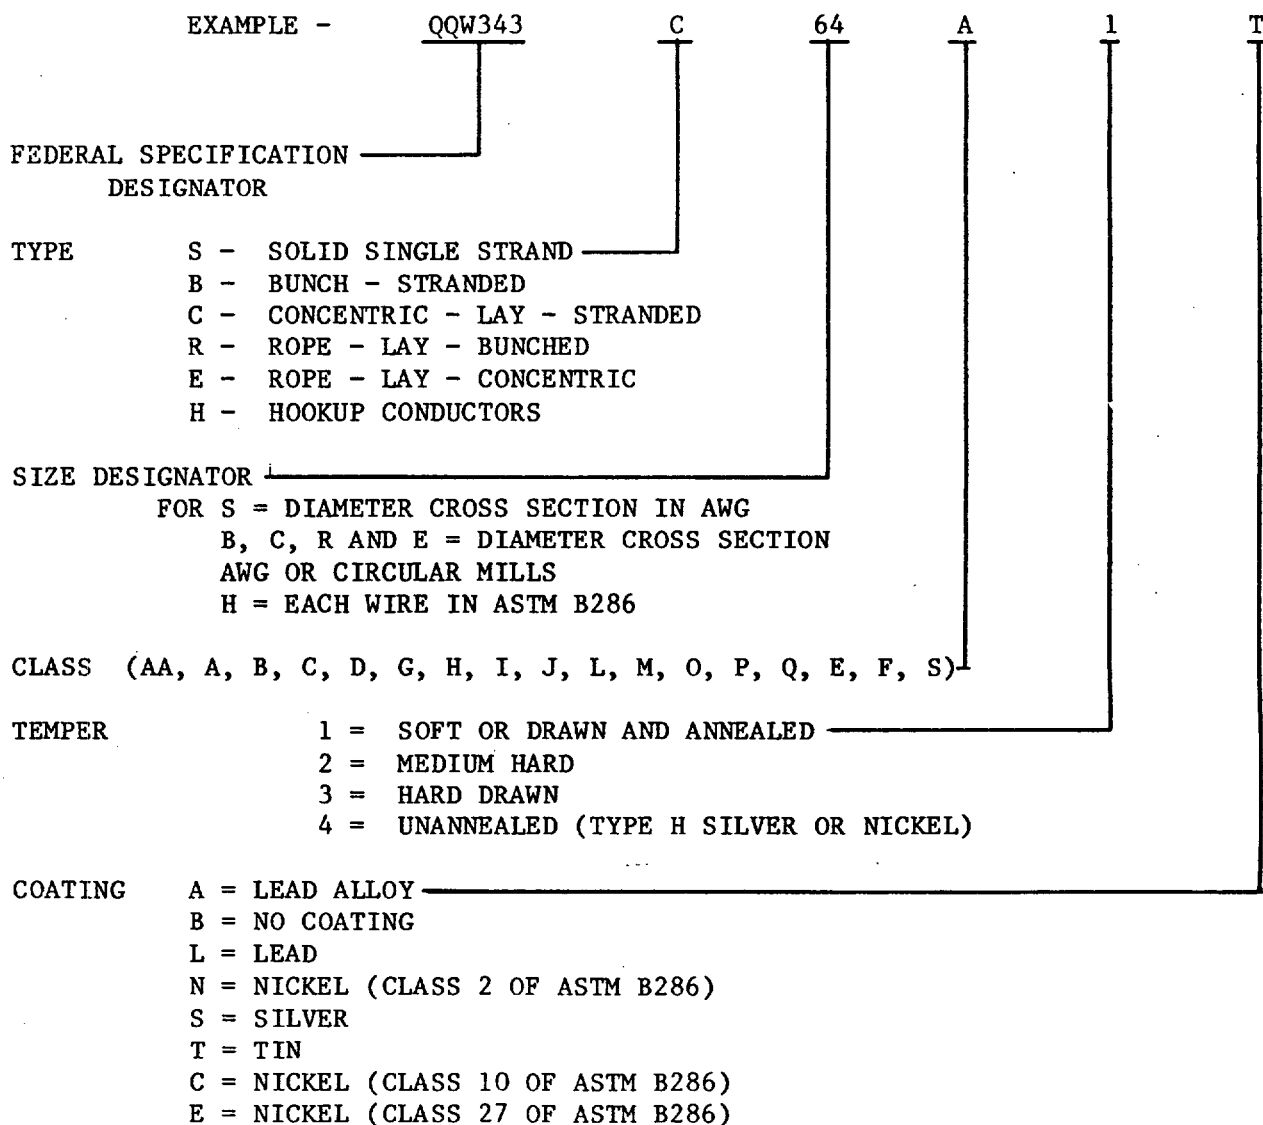 EXAMPLE - QQW343 C 64 A 1 T
FEDERAL SPECIFICATION
DESIGNATOR
TYPE S - SOLID SINGLE STRAND
B - BUNCH - STRANDED
C - CONCENTRIC - LAY - STRANDED
R - ROPE - LAY - BUNCHED
E - ROPE - LAY - CONCENTRIC
H - HOOKUP CONDUCTORS
SIZE DESIGNATOR
FOR S = DIAMETER CROSS SECTION IN AWG
B, C, R AND E = DIAMETER CROSS SECTION
AWG OR CIRCULAR MILLS
H = EACH WIRE IN ASTM B286
CLASS (AA, A, B, C, D, G, H, I, J, L, M, O, P, Q, E, F, S)
TEMPER 1 = SOFT OR DRAWN AND ANNEALED
2 = MEDIUM HARD
3 = HARD DRAWN
4 = UNANNEALED (TYPE H SILVER OR NICKEL)
COATING A = LEAD ALLOY
B = NO COATING
L = LEAD
N = NICKEL (CLASS 2 OF ASTM B286)
S = SILVER
T = TIN
C = NICKEL (CLASS 10 OF ASTM B286)
E = NICKEL (CLASS 27 OF ASTM B286)